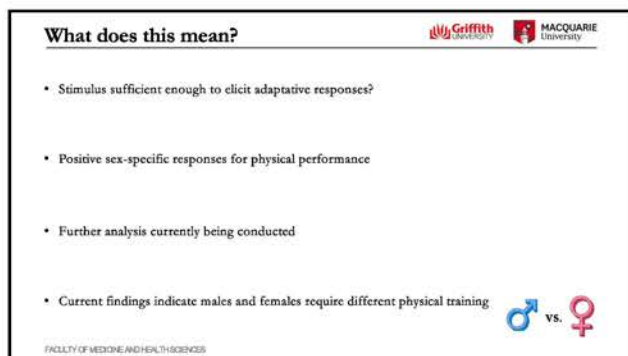 What does this mean?
Griffith
UNIVERSITY
MACQUARIE
University
• Stimulus sufficient enough to elicit adaptative responses?
• Positive sex-specific responses for physical performance
• Further analysis currently being conducted
• Current findings indicate males and females require different physical training
vs.
FACULTY OF MEDICINE AND HEALTH SCIENCES